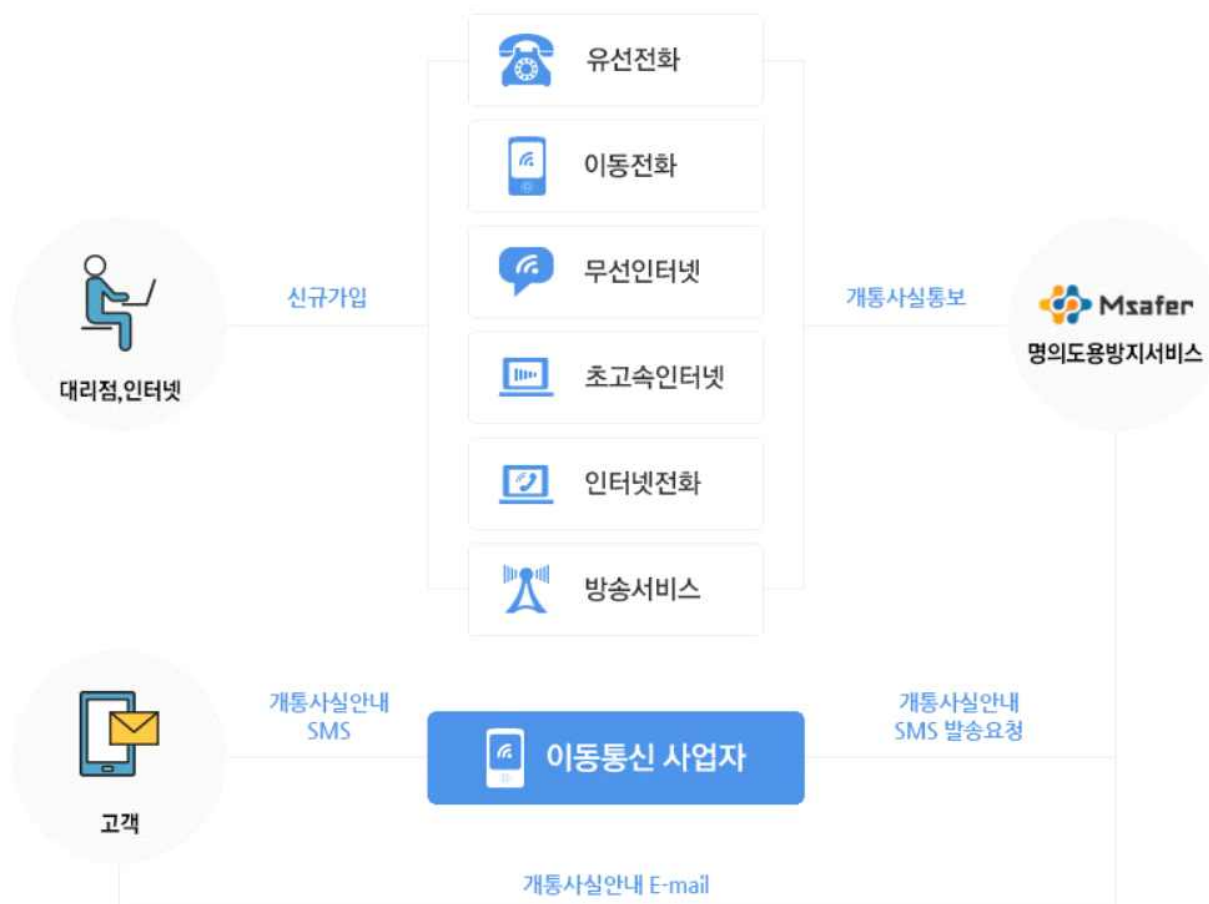 유선전화
이동전화
무선인터넷
초고속인터넷
인터넷전화
방송서비스
신규가입
대리점,인터넷
개통사실통보
Msafer
명의도용방지서비스
개통사실안내
SMS
이동통신 사업자
개통사실안내
SMS 발송요청
고객
개통사실안내 E-mail